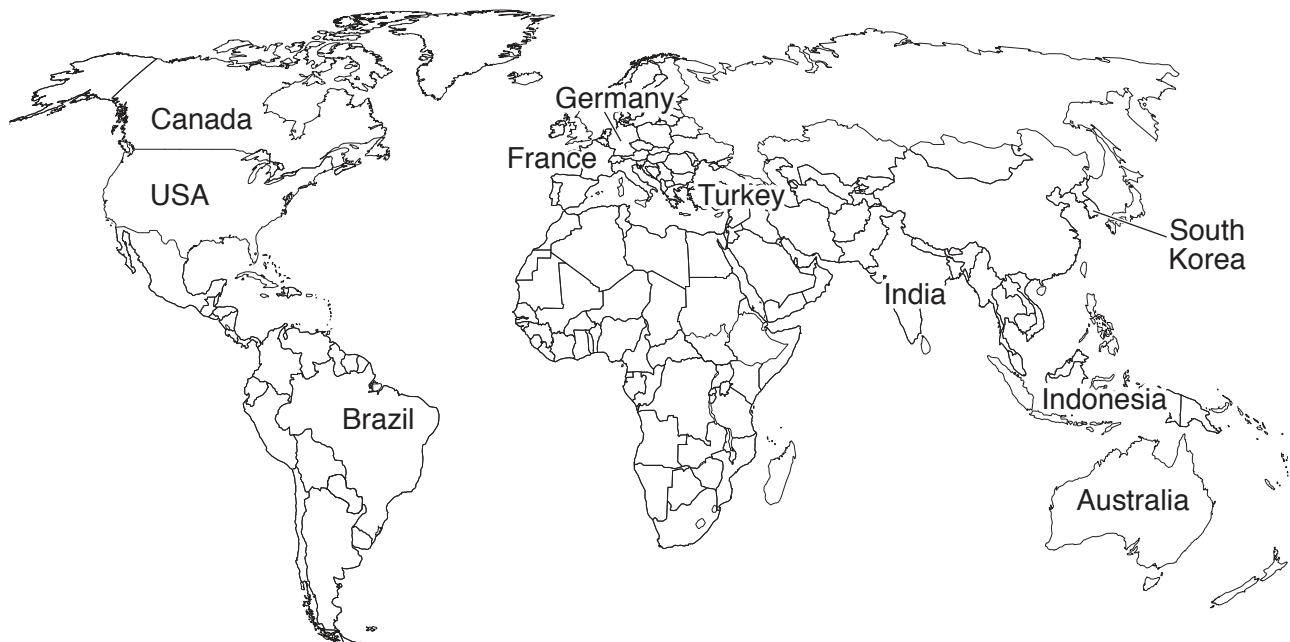 Germany
Canada
France
USA
Turkey
South
Korea
India
Indonesia
Brazil
Australia